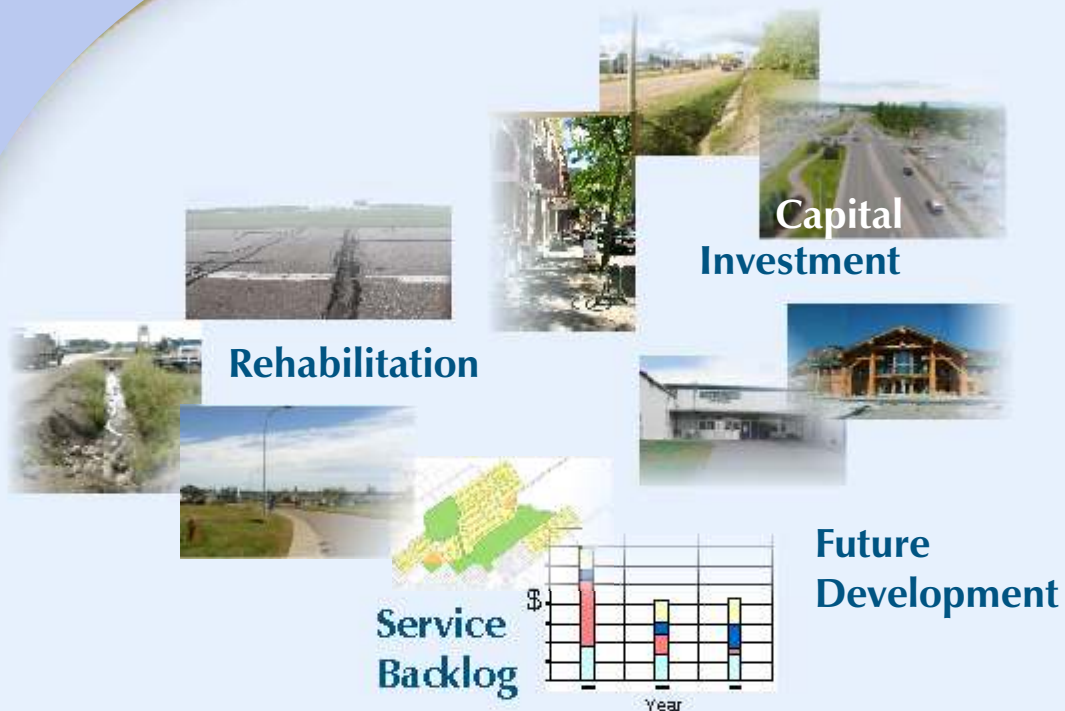 Capital
Investment
Rehabilitation
Future
Development
$
Service
Backlog
Year